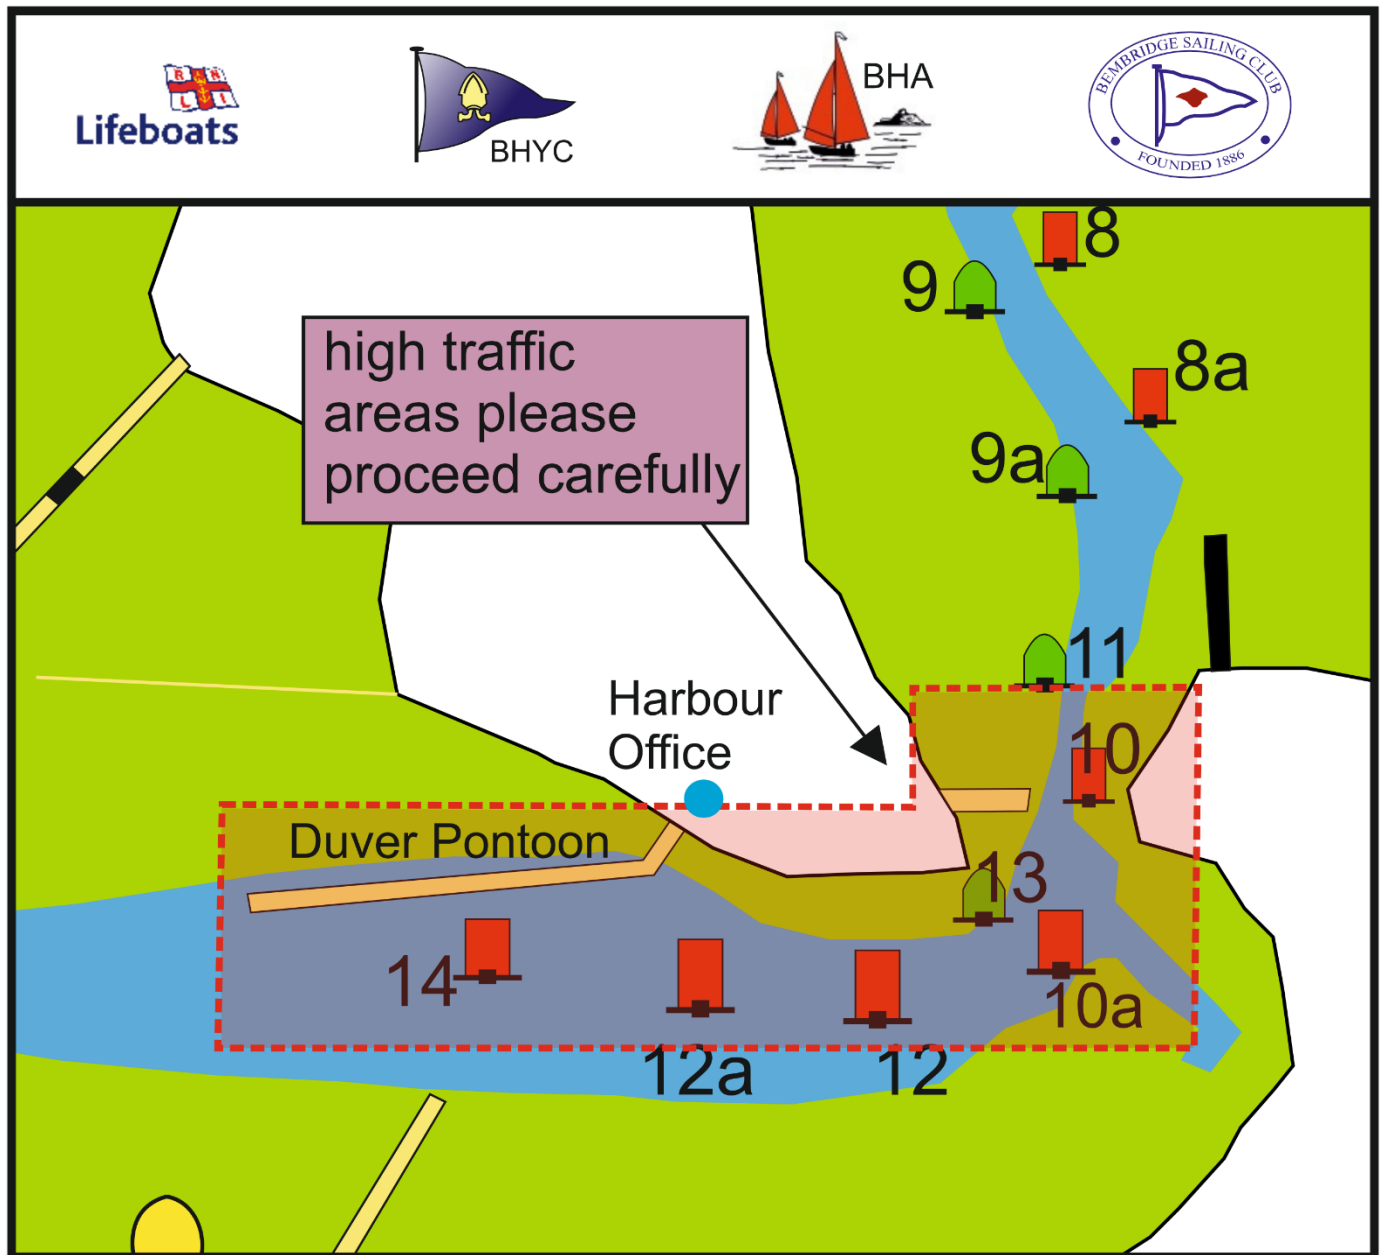 R N
L I
Lifeboats
BHYC
BHA
BEMBRIDGE SAILING CLUB
FOUNDED 1886
8
9
8a
high traffic
areas please
proceed carefully
9a
11
Harbour
Office
10
Duver Pontoon
13
14
10a
12a
12